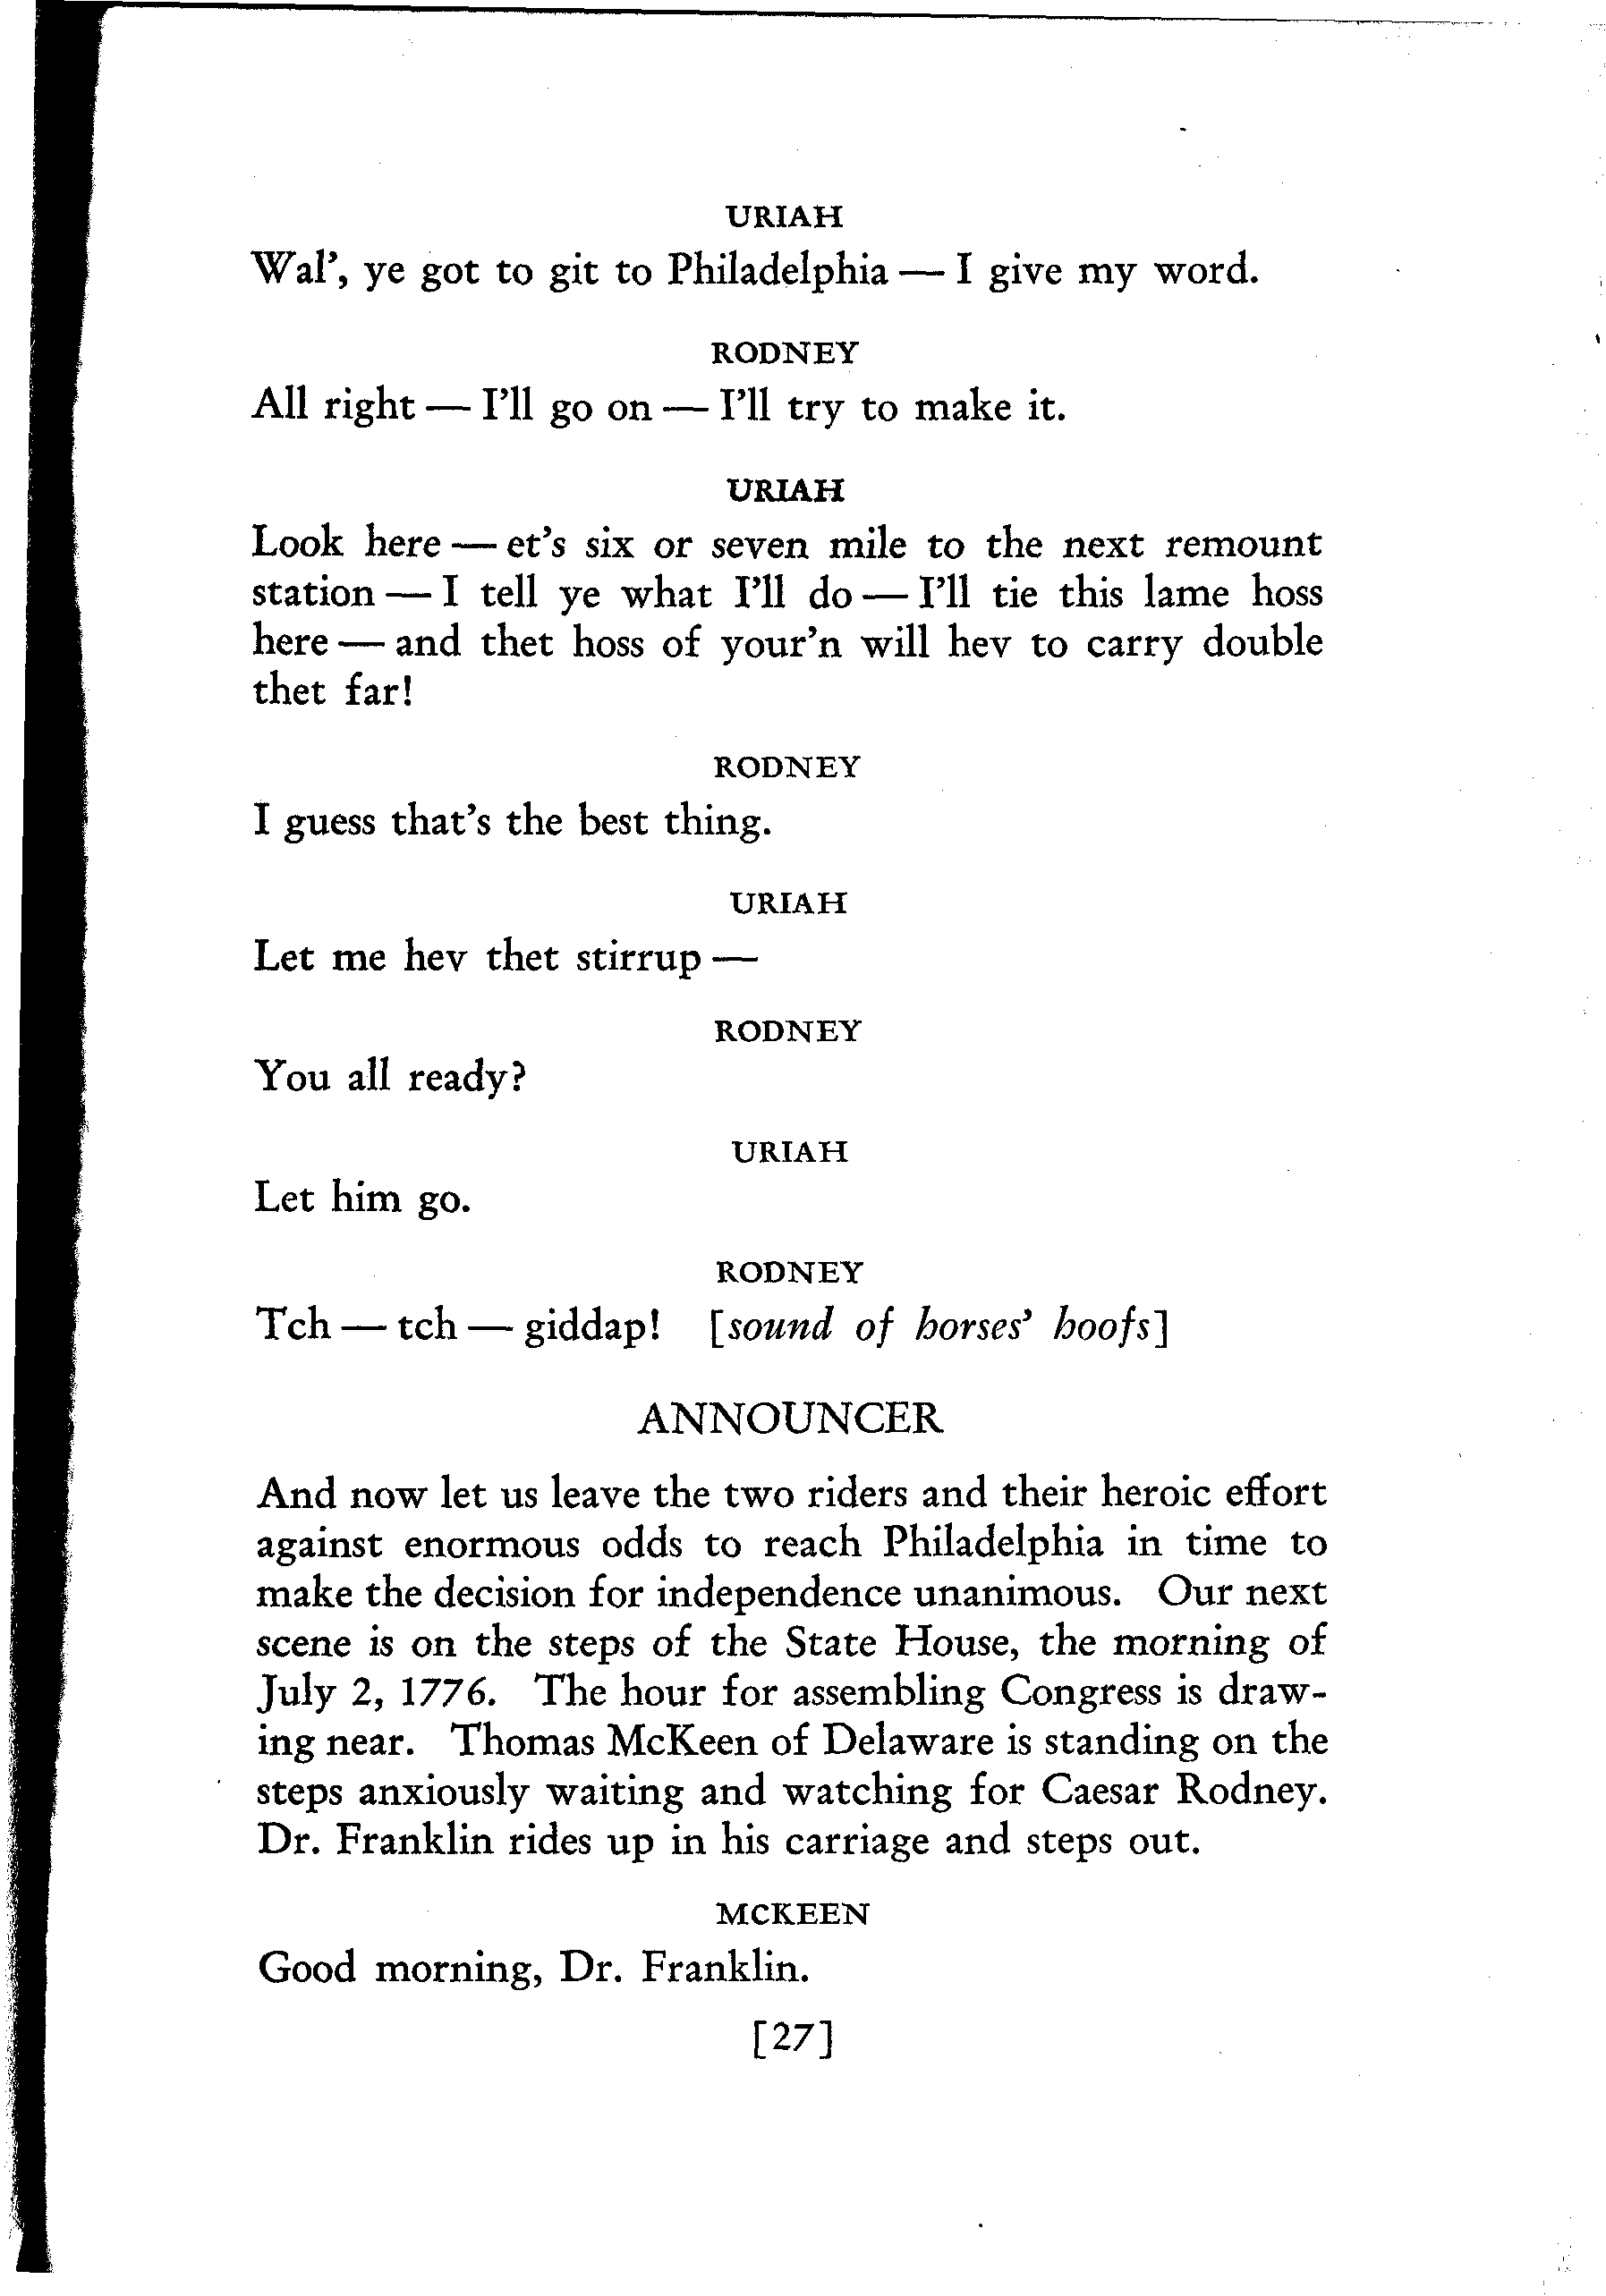 URIAH
Wal', ye got to git to Philadelphia — I give my word.
RODNEY
All right — I'll go on — I'll try to make it.
URIAH
Look here — et's six or seven mile to the next remount
station — I tell ye what I'll do — I'll tie this lame hoss
here — and thet hoss of your'n will hev to carry double
thet far!
RODNEY
I guess that's the best thing.
URIAH
Let me hev thet stirrup —
RODNEY
You all ready?
URIAH
Let him go.
RODNEY
Tch — tch — giddap! [sound of horses' hoofs]
ANNOUNCER
And now let us leave the two riders and their heroic effort
against enormous odds to reach Philadelphia in time to
make the decision for independence unanimous. Our next
scene is on the steps of the State House, the morning of
July 2, 1776. The hour for assembling Congress is draw-
ing near. Thomas McKeen of Delaware is standing on the
steps anxiously waiting and watching for Caesar Rodney.
Dr. Franklin rides up in his carriage and steps out.
MCKEEN
Good morning, Dr. Franklin.
[27]